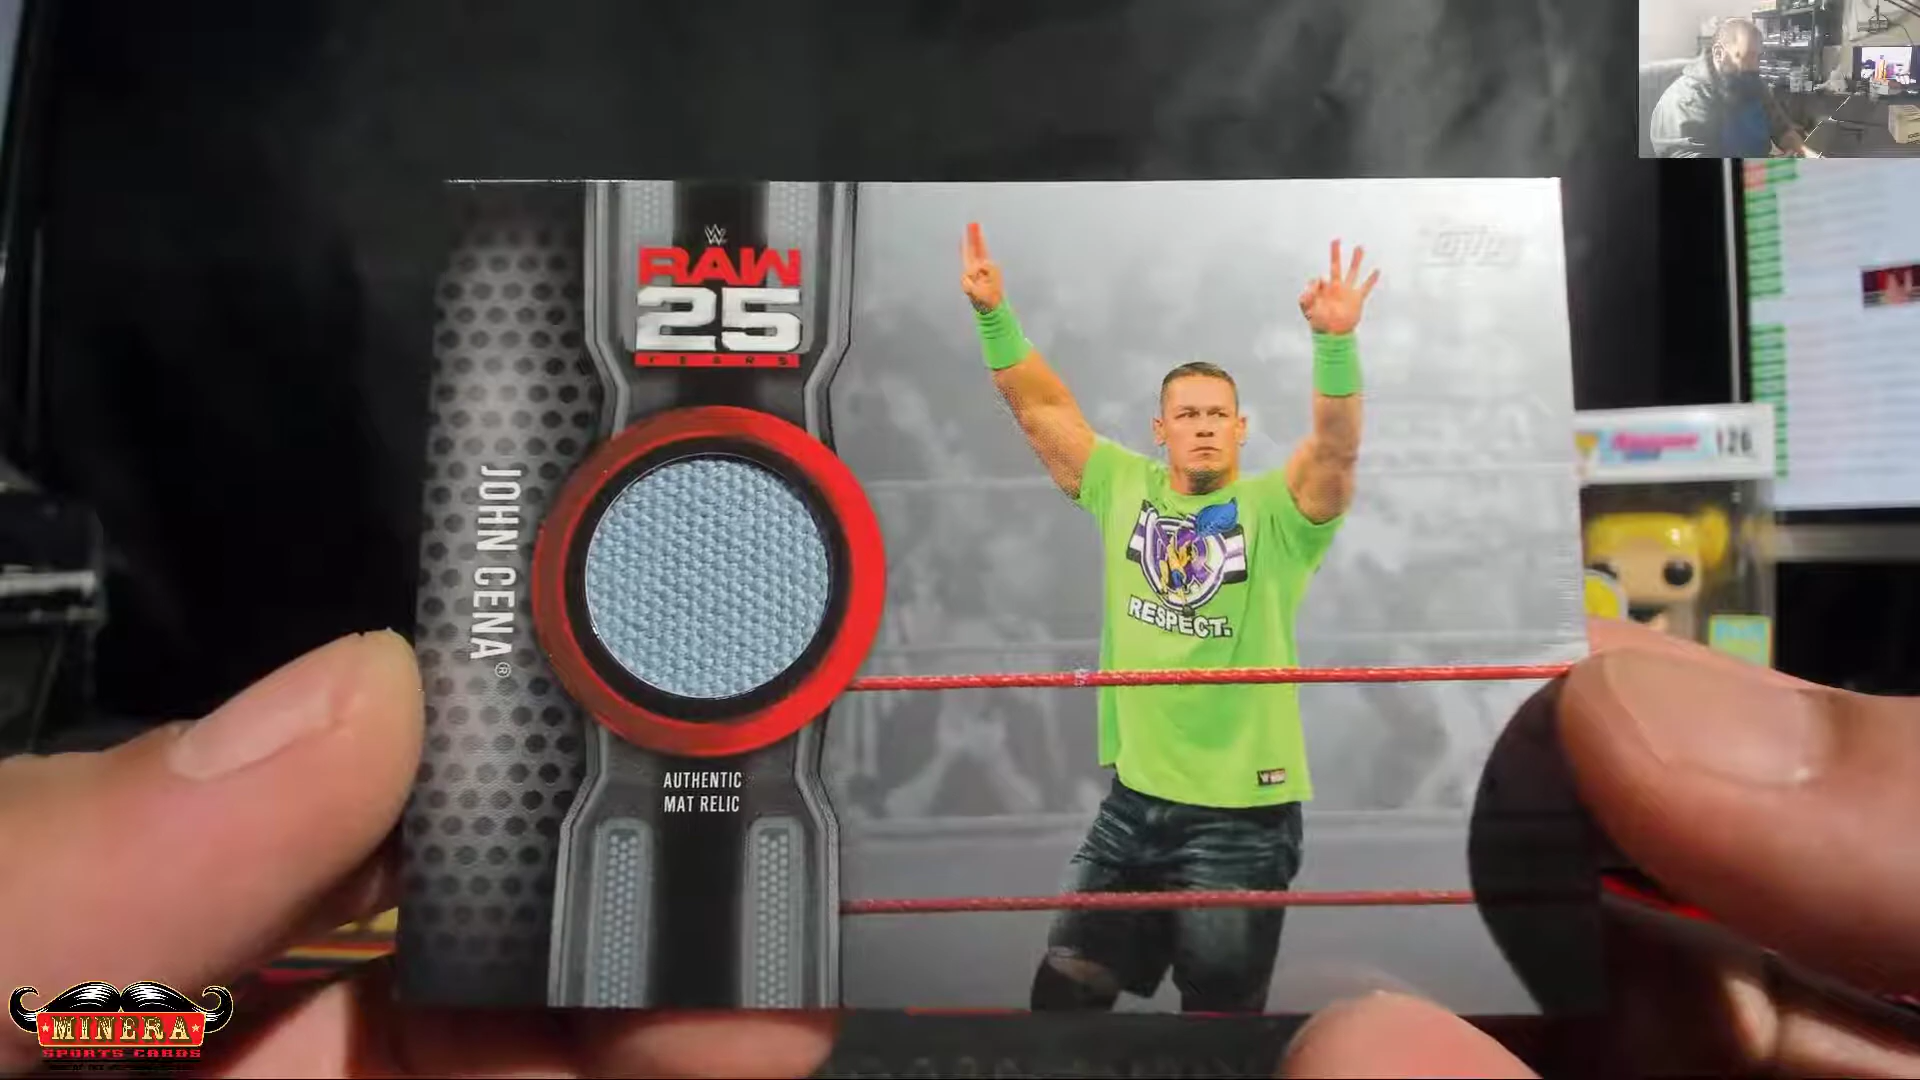 W
RAW
25
YEARS
topps
JOHN CENA®
RESPECT.
AUTHENTIC
MAT RELIC
126
MINERA
SPORTS CARDS